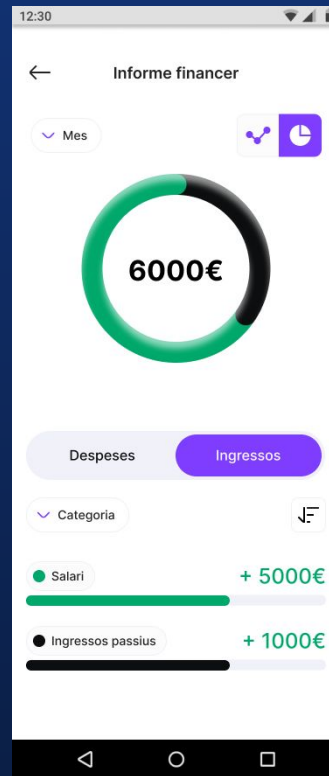 12:30
Informe financer
Mes
6000€
Despeses
Ingressos
Categoria
Salari
+ 5000€
Ingressos passius
+ 1000€